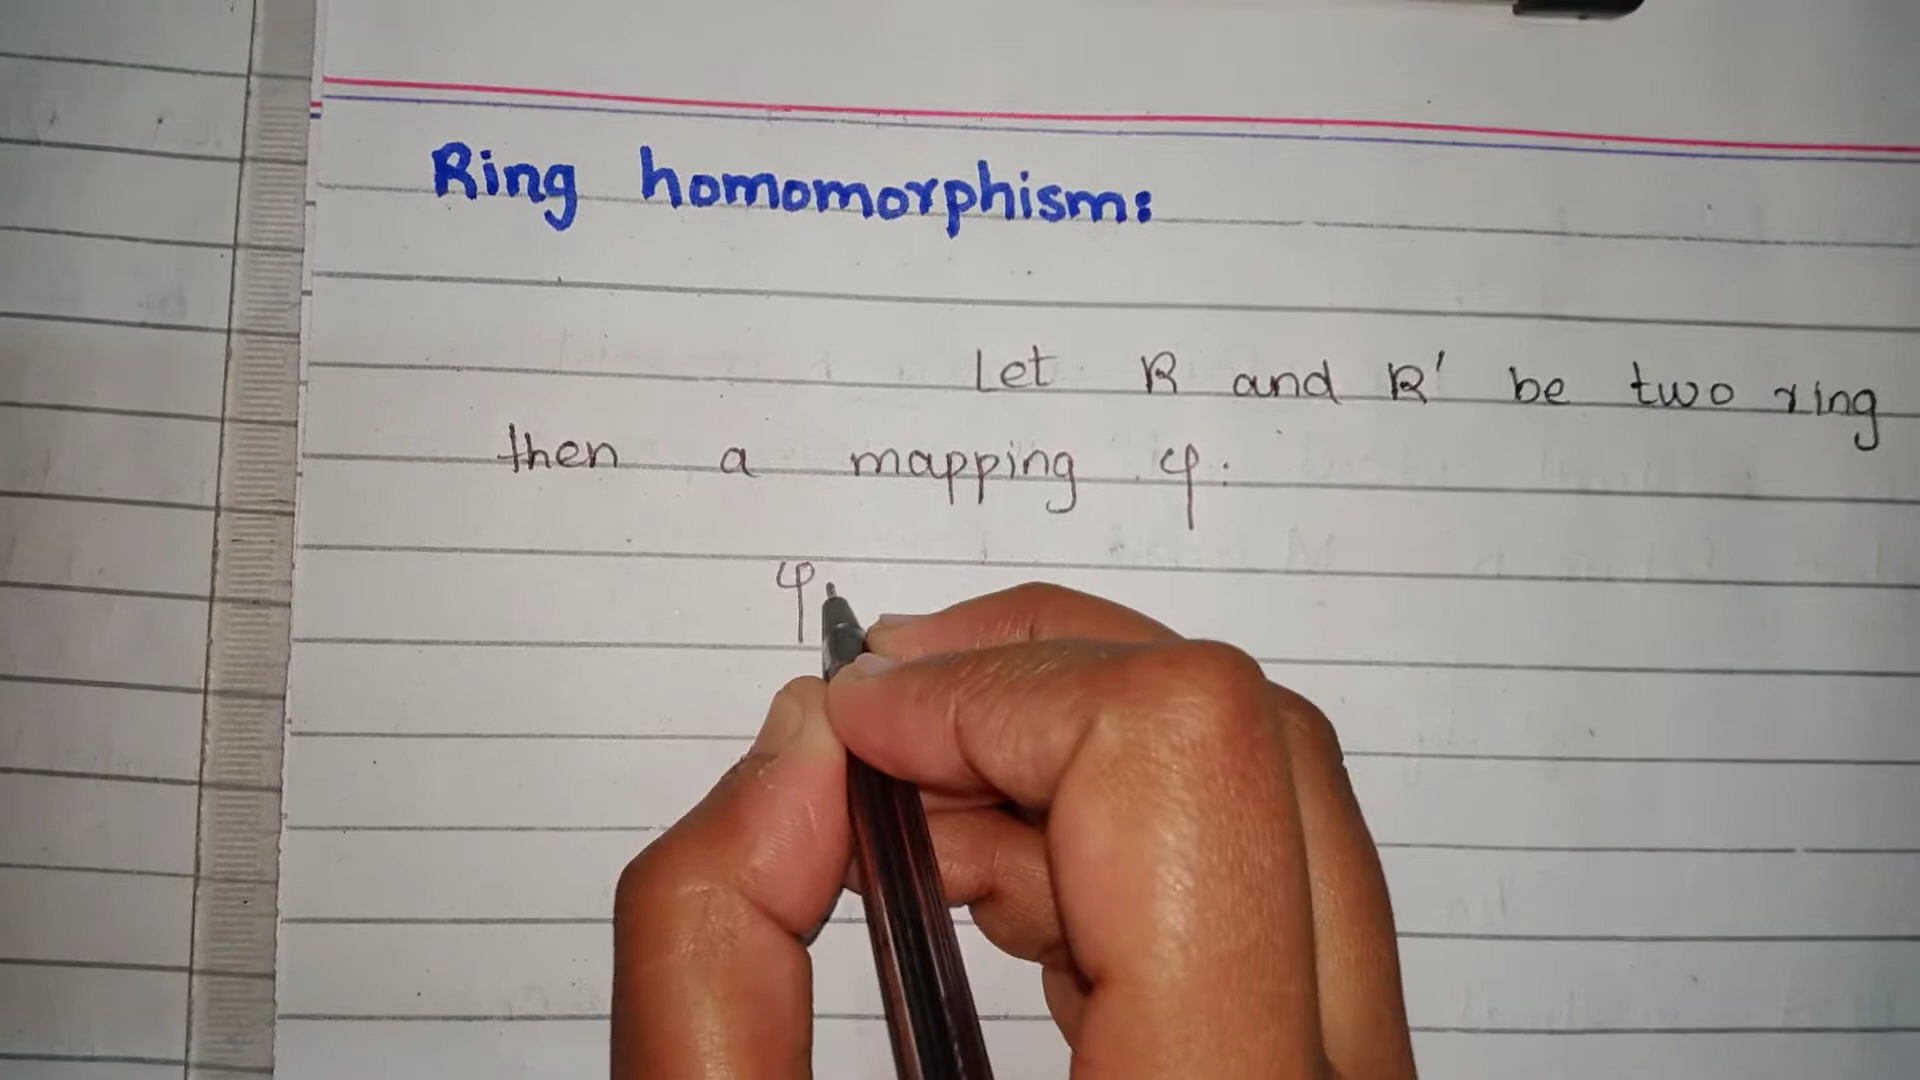 Ring homomorphism:
Let R and R' be two ring
then a mapping φ:
φ